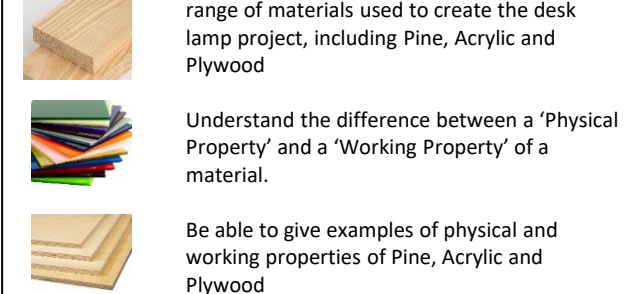 range of materials used to create the desk
lamp project, including Pine, Acrylic and
Plywood
Understand the difference between a ‘Physical
Property’ and a ‘Working Property’ of a
material.
Be able to give examples of physical and
working properties of Pine, Acrylic and
Plywood